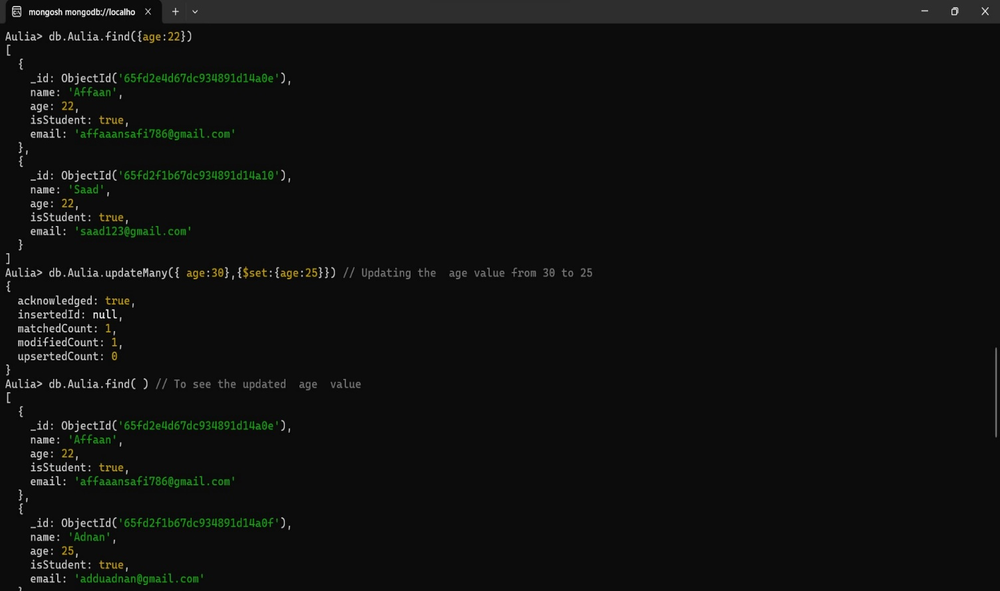 mongosh mongodb://localho
Aulia> db.Aulia.find({age:22})
[
  {
    _id: ObjectId('65fd2e4d67dc934891d14a0e'),
    name: 'Affaan',
    age: 22,
    isStudent: true,
    email: 'affaaansafi786@gmail.com'
  },
  {
    _id: ObjectId('65fd2f1b67dc934891d14a10'),
    name: 'Saad',
    age: 22,
    isStudent: true,
    email: 'saad123@gmail.com'
  }
]
Aulia> db.Aulia.updateMany({ age:30},{$set:{age:25}}) // Updating the  age value from 30 to 25
{
  acknowledged: true,
  insertedId: null,
  matchedCount: 1,
  modifiedCount: 1,
  upsertedCount: 0
}
Aulia> db.Aulia.find( ) // To see the updated  age  value
[
  {
    _id: ObjectId('65fd2e4d67dc934891d14a0e'),
    name: 'Affaan',
    age: 22,
    isStudent: true,
    email: 'affaaansafi786@gmail.com'
  },
  {
    _id: ObjectId('65fd2f1b67dc934891d14a0f'),
    name: 'Adnan',
    age: 25,
    isStudent: true,
    email: 'adduadnan@gmail.com'